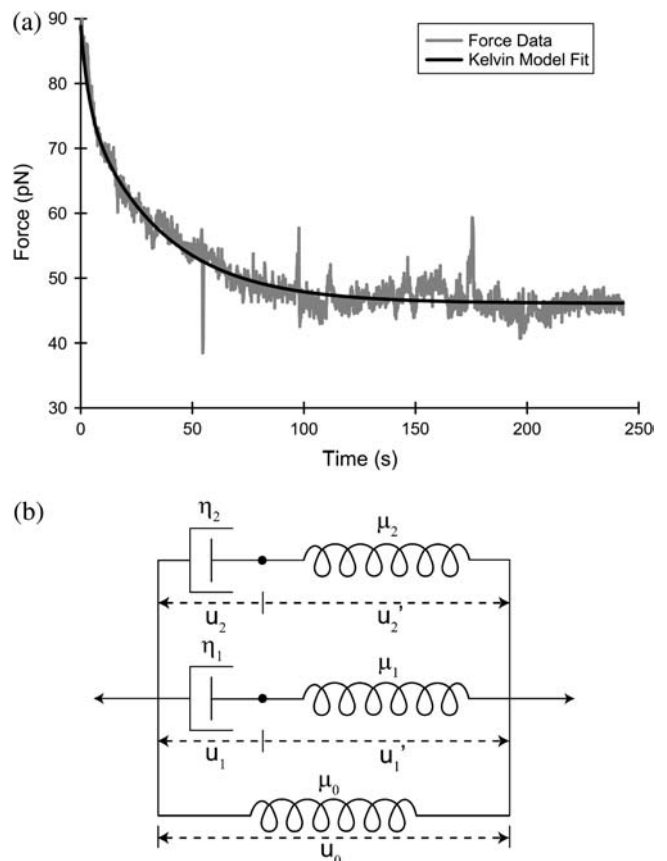 (a)
90
80
70
60
50
40
30
Force (pN)
Force Data
Kelvin Model Fit
0 50 100 150 200 250
Time (s)
(b)
η₂ μ₂
u₂ u₂'
η₁ μ₁
u₁ u₁'
μ₀
u₀